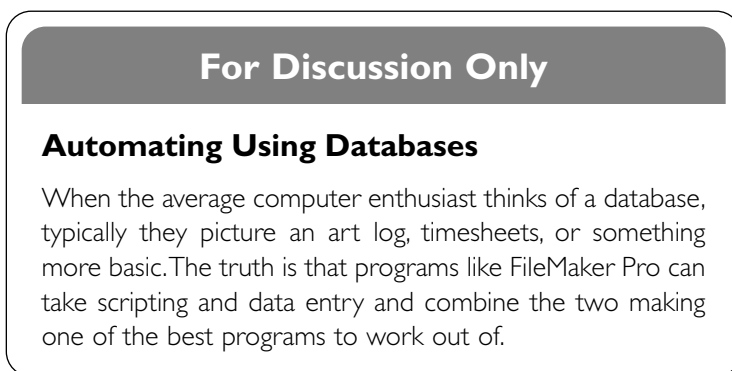 For Discussion Only
Automating Using Databases
When the average computer enthusiast thinks of a database,
typically they picture an art log, timesheets, or something
more basic. The truth is that programs like FileMaker Pro can
take scripting and data entry and combine the two making
one of the best programs to work out of.